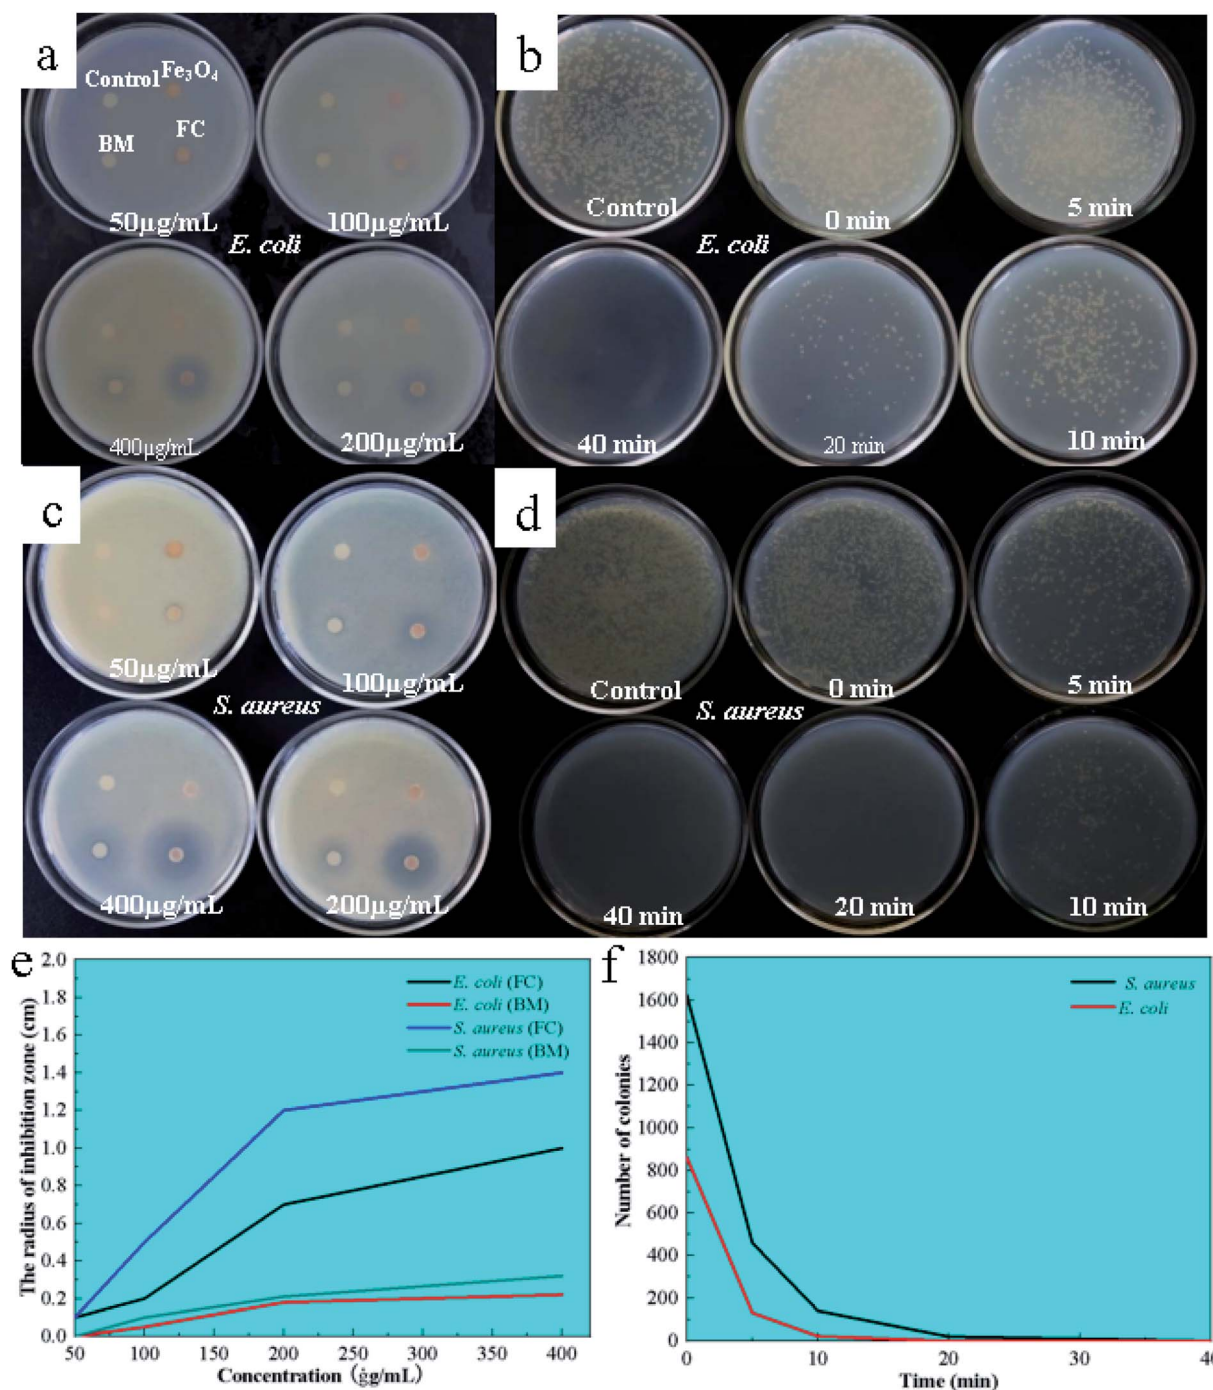 a
Control Fe₃O₄
BM FC
50μg/mL 100μg/mL
E. coli
400μg/mL 200μg/mL
b
Control 0 min 5 min
E. coli
40 min 20 min 10 min
c
50μg/mL 100μg/mL
S. aureus
400μg/mL 200μg/mL
d
Control 0 min 5 min
S. aureus
40 min 20 min 10 min
e
The radius of inhibition zone (cm)
2.0
1.8
1.6
1.4
1.2
1.0
0.8
0.6
0.4
0.2
0.0
E. coli (FC)
E. coli (BM)
S. aureus (FC)
S. aureus (BM)
50 100 150 200 250 300 350 400
Concentration (ġg/mL)
f
Number of colonies
1800
1600
1400
1200
1000
800
600
400
200
0
S. aureus
E. coli
0 10 20 30 40
Time (min)